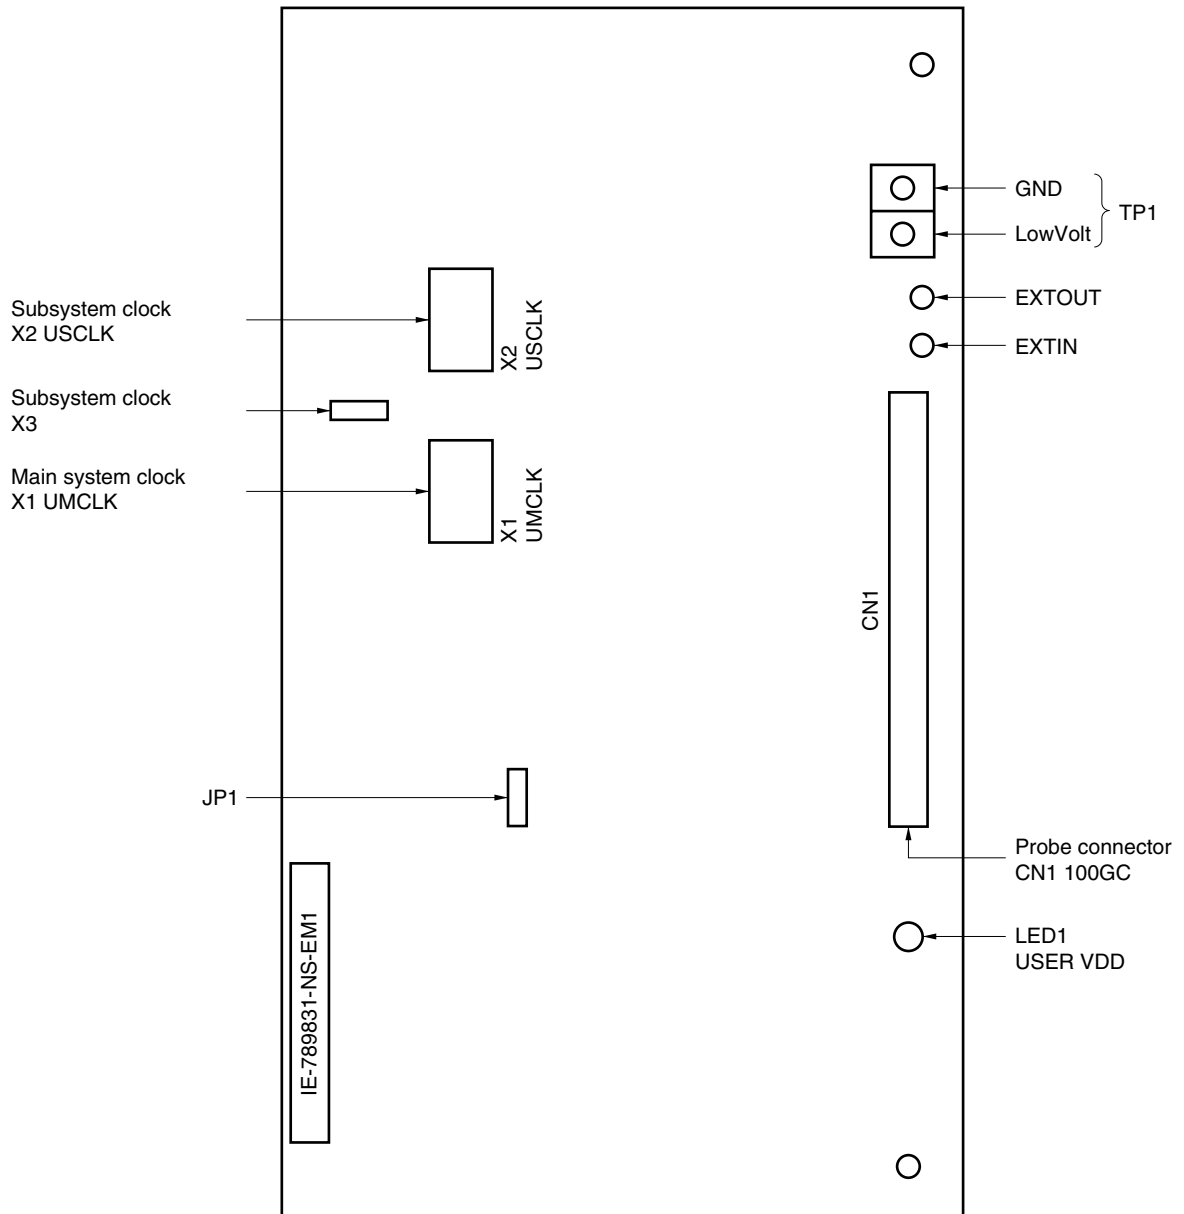 GND
TP1
LowVolt
EXTOUT
EXTIN
Subsystem clock
X2 USCLK
X2
USCLK
Subsystem clock
X3
Main system clock
X1 UMCLK
X1
UMCLK
CN1
JP1
Probe connector
CN1 100GC
LED1
USER VDD
IE-789831-NS-EM1